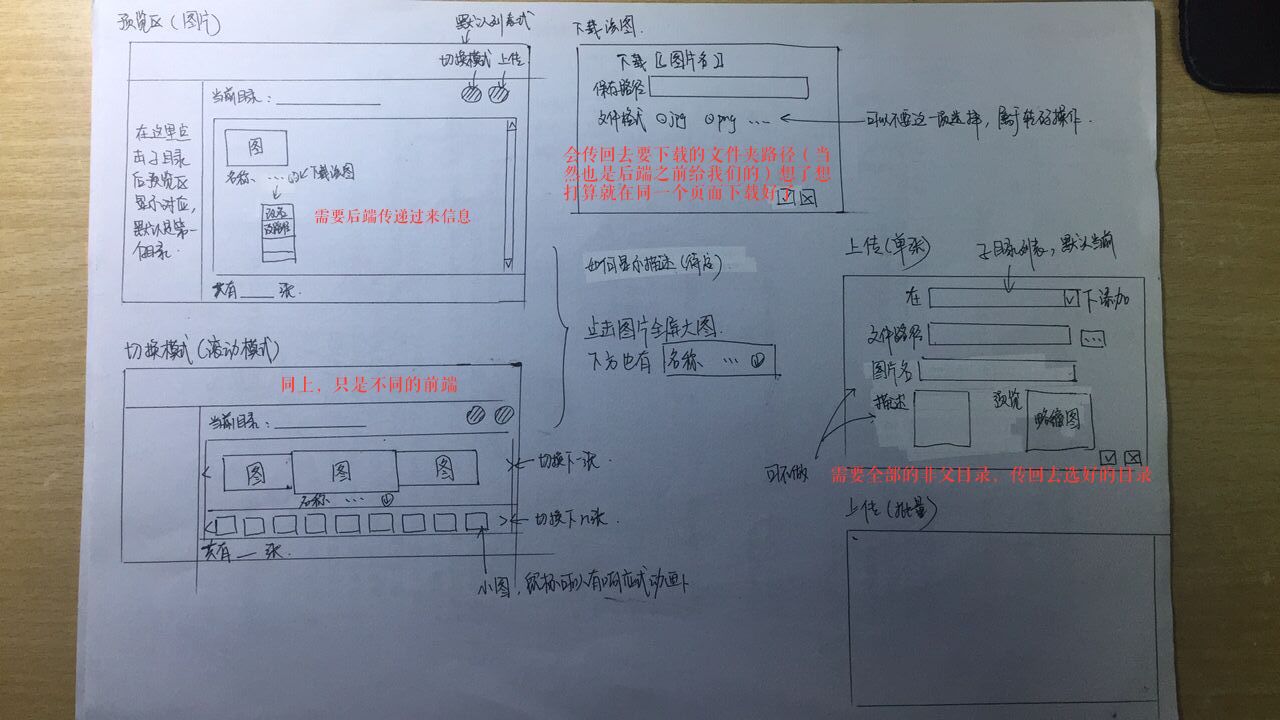 预览区(图片)
默认列表式
切换模式 上传
当前目录:
在这里点
击子目录
后预览区
显示对应,
默认是第一
个目录.
图
名称 … 下载该图
改名
需要后端传递过来信息
共有 张.
下载该图.
下载【图片名】
保存路径
文件格式 jpg png …
可以不要这一项选择,属于转码操作.
会传回去要下载的文件夹路径(当
然也是后端之前给我们的)想了想
打算就在同一个页面下载好了
如何显示描述(待定)
点击图片全屏大图.
下方也有 名称 …
切换模式(滚动模式)
同上,只是不同的前端
当前目录:
图 图 图
切换下一张.
名称 …
切换下n张.
共有 张.
小图,鼠标可以有响应式动画
上传(单张)
子目录列表,默认当前
在 下添加
文件路径 …
图片名
描述 预览 略缩图
可不做
需要全部的非父目录,传回去选好的目录
上传(批量)